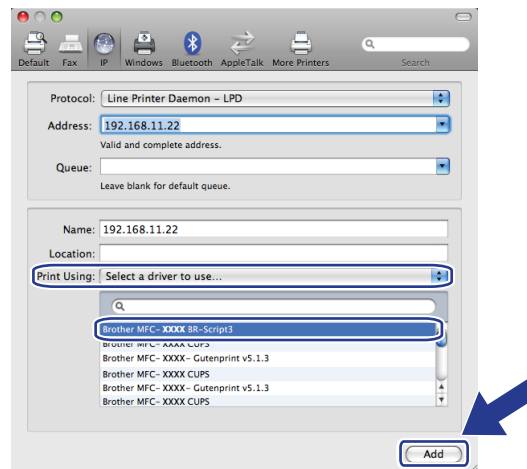 Default Fax IP Windows Bluetooth AppleTalk More Printers Search
Protocol: Line Printer Daemon – LPD
Address: 192.168.11.22
Valid and complete address.
Queue:
Leave blank for default queue.
Name: 192.168.11.22
Location:
Print Using: Select a driver to use...
Brother MFC- XXXX BR-Script3
Brother MFC- XXXX CUPS
Brother MFC- XXXX- Gutenprint v5.1.3
Brother MFC- XXXX CUPS
Brother MFC- XXXX- Gutenprint v5.1.3
Brother MFC- XXXX CUPS
Add